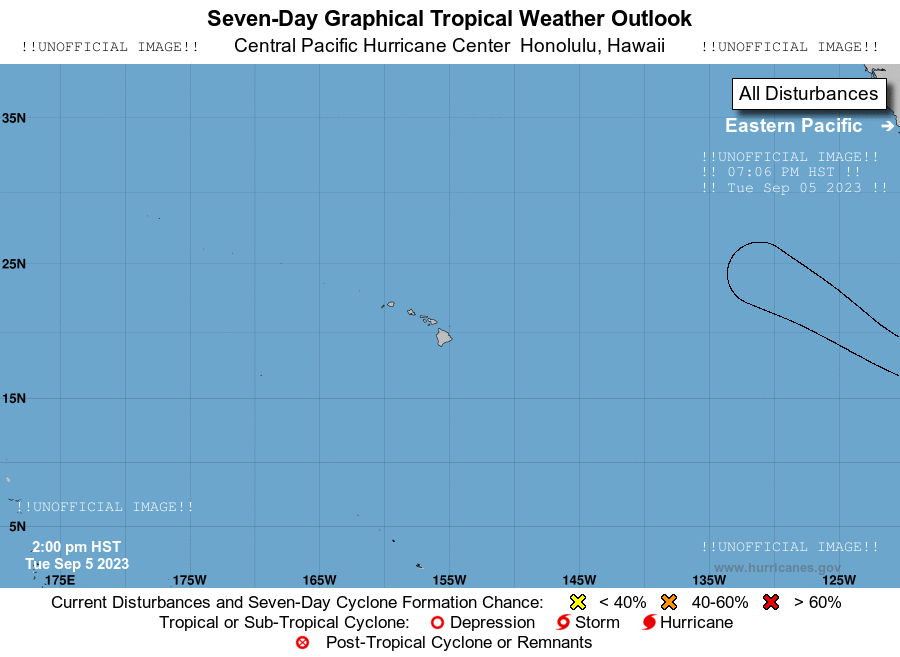 Seven-Day Graphical Tropical Weather Outlook
!!UNOFFICIAL IMAGE!! Central Pacific Hurricane Center Honolulu, Hawaii !!UNOFFICIAL IMAGE!!
All Disturbances
35N
Eastern Pacific →
!!UNOFFICIAL IMAGE!!
!! 07:06 PM HST !!
!! Tue Sep 05 2023 !!
25N
15N
!!UNOFFICIAL IMAGE!!
5N
2:00 pm HST
!!UNOFFICIAL IMAGE!!
Tue Sep 5 2023
www.hurricanes.gov
175E 175W 165W 155W 145W 135W 125W
Current Disturbances and Seven-Day Cyclone Formation Chance: < 40% 40-60% > 60%
Tropical or Sub-Tropical Cyclone: Depression Storm Hurricane
Post-Tropical Cyclone or Remnants